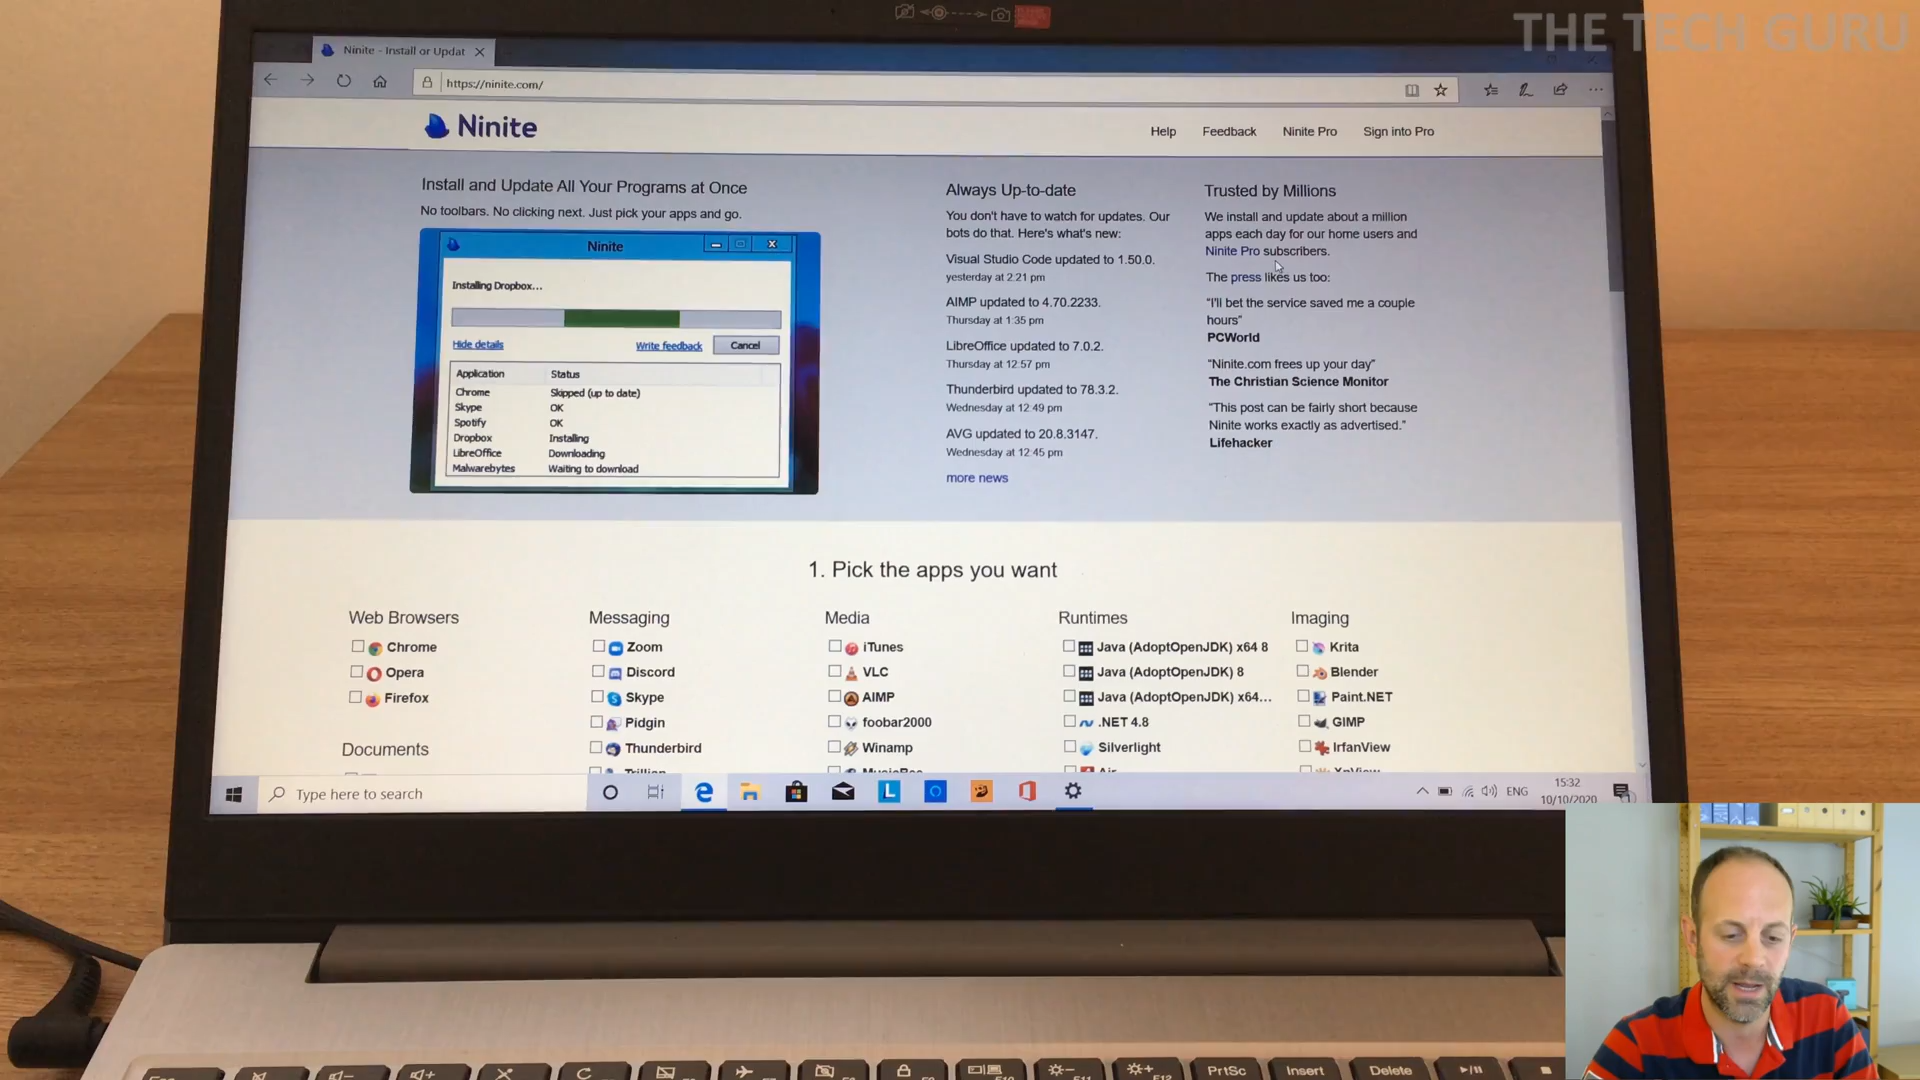 THE TECH GURU
Ninite - Install or Updat
https://ninite.com/
Ninite
Help Feedback Ninite Pro Sign into Pro
Install and Update All Your Programs at Once
No toolbars. No clicking next. Just pick your apps and go.
Ninite
Installing Dropbox...
Hide details Write feedback Cancel
Application Status
Chrome Skipped (up to date)
Skype OK
Spotify OK
Dropbox Installing
LibreOffice Downloading
Malwarebytes Waiting to download
Always Up-to-date
You don't have to watch for updates. Our
bots do that. Here's what's new:
Visual Studio Code updated to 1.50.0.
yesterday at 2.21 pm
AIMP updated to 4.70.2233.
Thursday at 1:35 pm
LibreOffice updated to 7.0.2.
Thursday at 12:57 pm
Thunderbird updated to 78.3.2.
Wednesday at 12:49 pm
AVG updated to 20.8.3147.
Wednesday at 12:45 pm
more news
Trusted by Millions
We install and update about a million
apps each day for our home users and
Ninite Pro subscribers.
The press likes us too:
"I'll bet the service saved me a couple
hours"
PCWorld
"Ninite.com frees up your day"
The Christian Science Monitor
"This post can be fairly short because
Ninite works exactly as advertised."
Lifehacker
1. Pick the apps you want
Web Browsers
Chrome
Opera
Firefox
Documents
Messaging
Zoom
Discord
Skype
Pidgin
Thunderbird
Trillian
Media
iTunes
VLC
AIMP
foobar2000
Winamp
MusicBee
Runtimes
Java (AdoptOpenJDK) x64 8
Java (AdoptOpenJDK) 8
Java (AdoptOpenJDK) x64...
.NET 4.8
Silverlight
Air
Imaging
Krita
Blender
Paint.NET
GIMP
IrfanView
XnView
Type here to search
L
ENG
15:32
10/10/2020
PrtSc Insert Delete